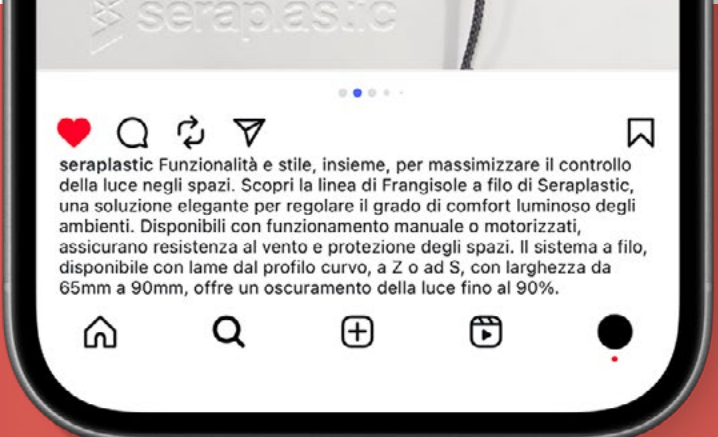 seraplastic
seraplastic Funzionalità e stile, insieme, per massimizzare il controllo
della luce negli spazi. Scopri la linea di Frangisole a filo di Seraplastic,
una soluzione elegante per regolare il grado di comfort luminoso degli
ambienti. Disponibili con funzionamento manuale o motorizzati,
assicurano resistenza al vento e protezione degli spazi. Il sistema a filo,
disponibile con lame dal profilo curvo, a Z o ad S, con larghezza da
65mm a 90mm, offre un oscuramento della luce fino al 90%.